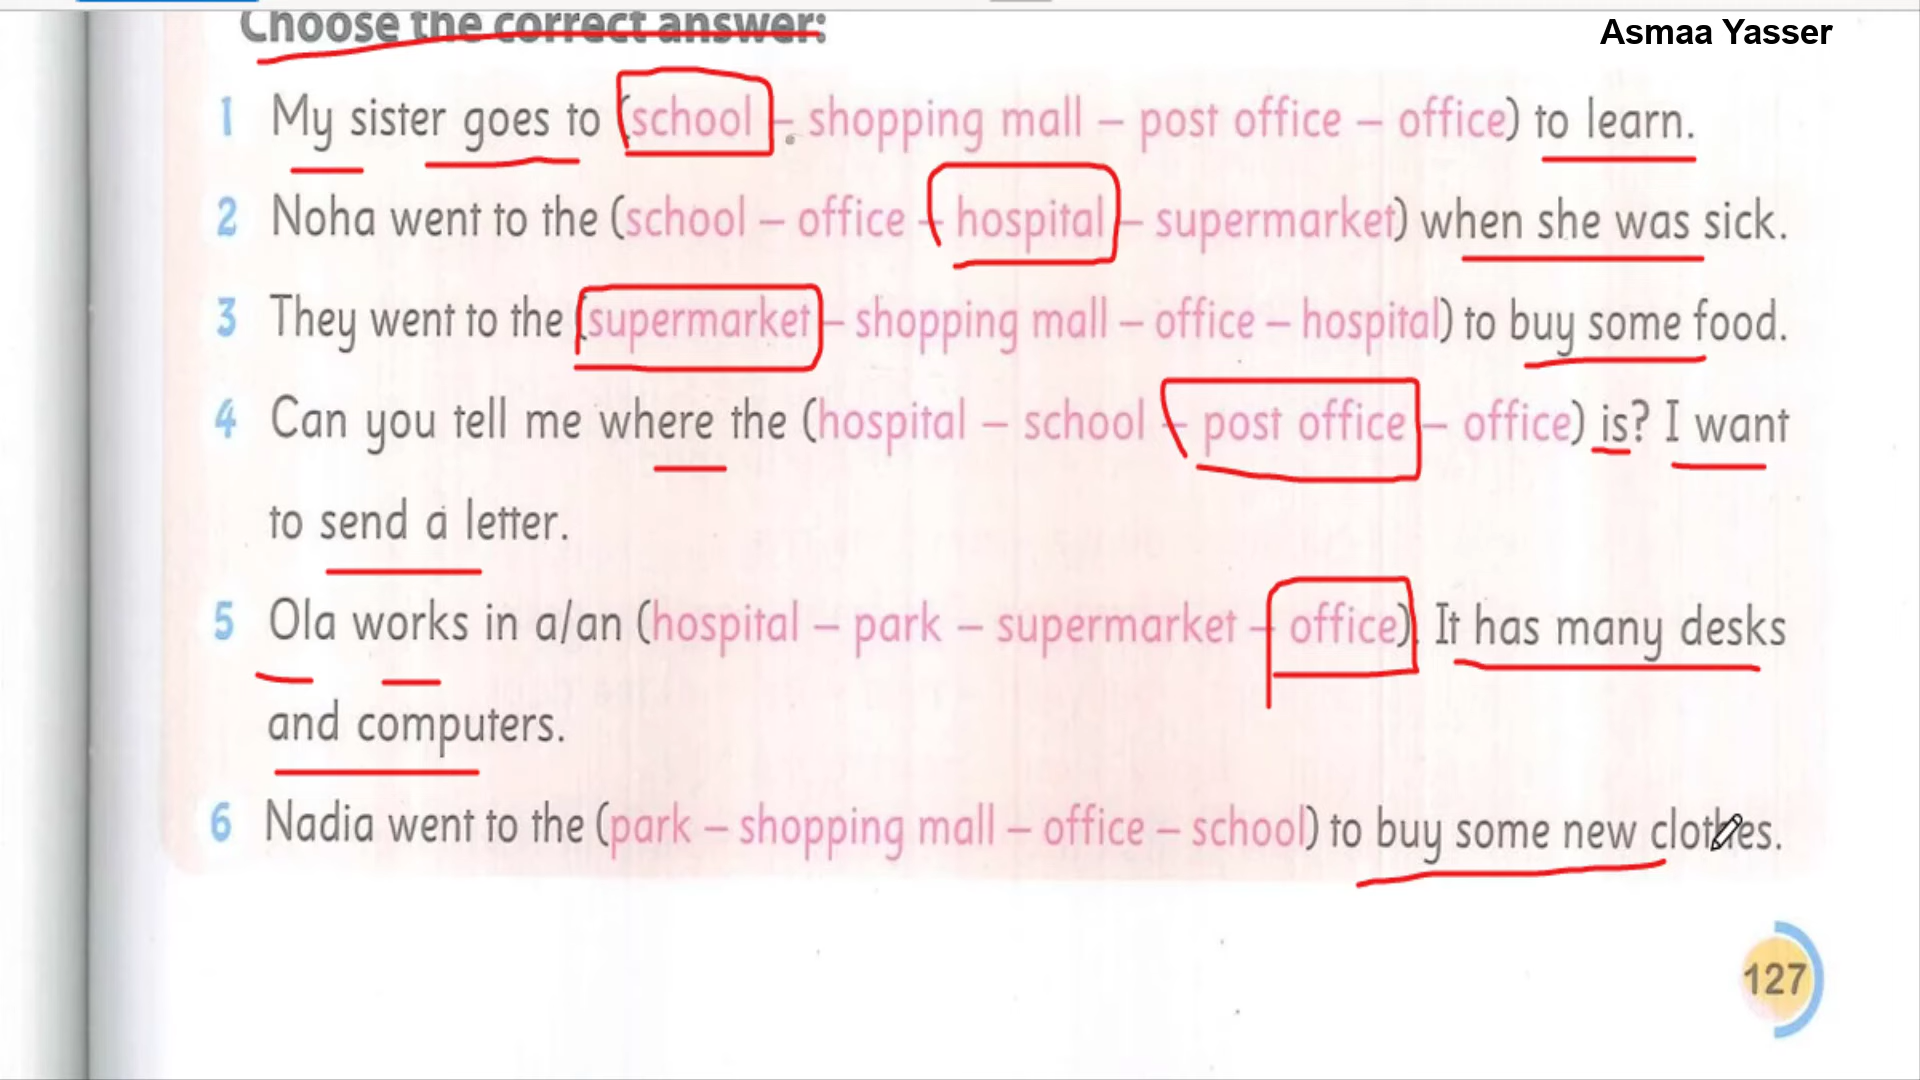 Choose the correct answer:
Asmaa Yasser
1 My sister goes to (school – shopping mall – post office – office) to learn.
2 Noha went to the (school – office – hospital – supermarket) when she was sick.
3 They went to the (supermarket – shopping mall – office – hospital) to buy some food.
4 Can you tell me where the (hospital – school – post office – office) is? I want
to send a letter.
5 Ola works in a/an (hospital – park – supermarket – office). It has many desks
and computers.
6 Nadia went to the (park – shopping mall – office – school) to buy some new clothes.
127